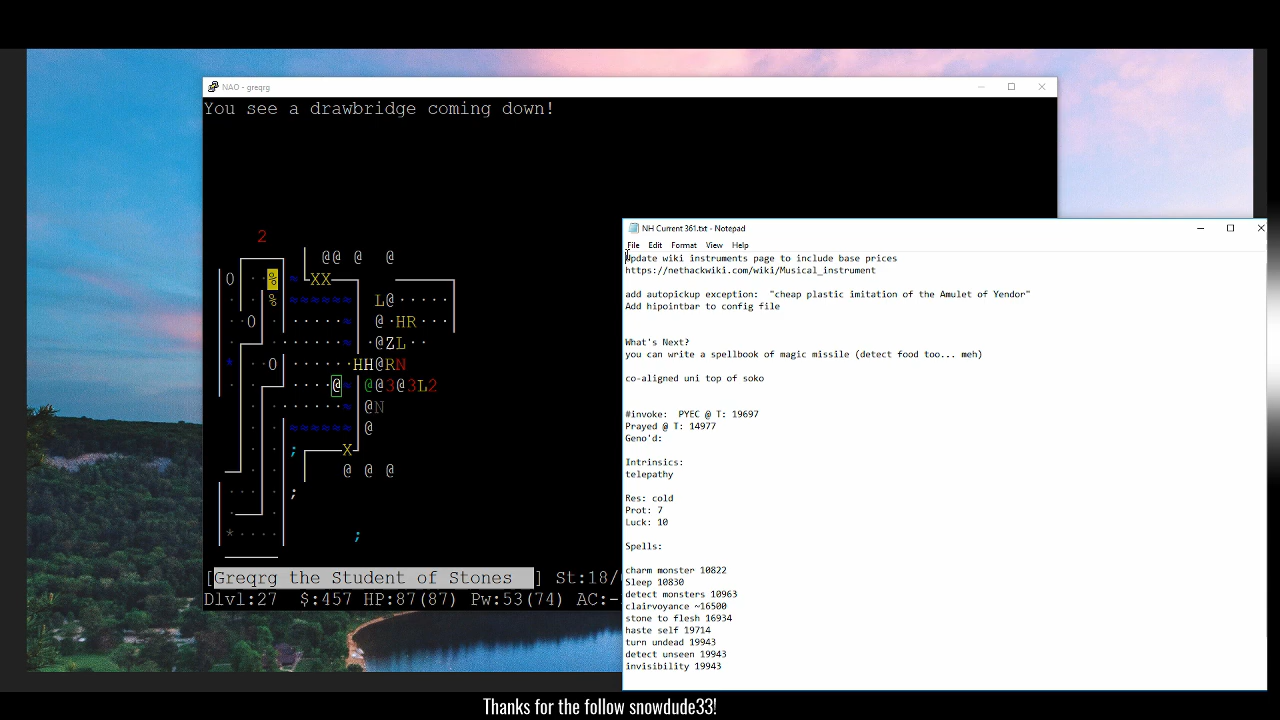 NAO - greqrg
You see a drawbridge coming down!
NH Current 361.txt - Notepad
File Edit Format View Help
Update wiki instruments page to include base prices
https://nethackwiki.com/wiki/Musical_instrument
add autopickup exception: "cheap plastic imitation of the Amulet of Yendor"
Add hipointbar to config file
What's Next?
you can write a spellbook of magic missile (detect food too... meh)
co-aligned uni top of soko
#invoke: PYEC @ T: 19697
Prayed @ T: 14977
Geno'd:
Intrinsics:
telepathy
Res: cold
Prot: 7
Luck: 10
Spells:
charm monster 10822
Sleep 10830
detect monsters 10963
clairvoyance ~16500
stone to flesh 16934
haste self 19714
turn undead 19943
detect unseen 19943
invisibility 19943
[Greqrg the Student of Stones ] St:18/
Dlvl:27 $:457 HP:87(87) Pw:53(74) AC:-
Thanks for the follow snowdude33!